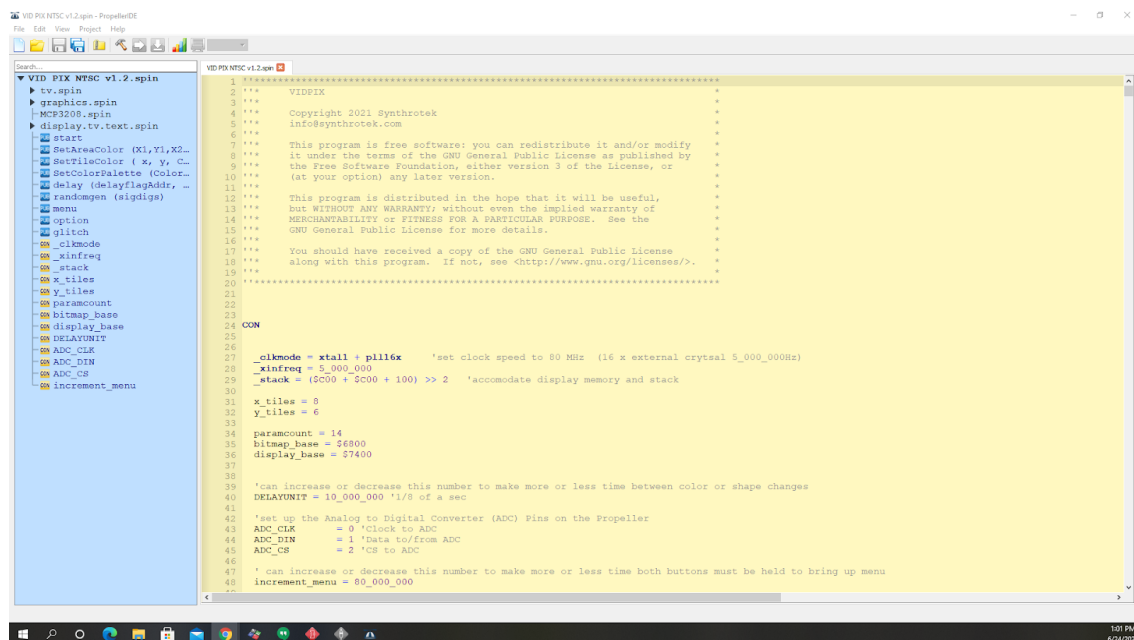 VID PIX NTSC v1.2.spin - PropellerIDE
File Edit View Project Help
Search...
VID PIX NTSC v1.2.spin
tv.spin
graphics.spin
MCP3208.spin
display.tv.text.spin
start
SetAreaColor (X1,Y1,X2...
SetTileColor ( x, y, C...
SetColorPalette (Color...
delay (delayflagAddr, ...
randomgen (sigdigs)
menu
option
glitch
_clkmode
_xinfreq
_stack
x_tiles
y_tiles
paramcount
bitmap_base
display_base
DELAYUNIT
ADC_CLK
ADC_DIN
ADC_CS
increment_menu
VID PIX NTSC v1.2.spin
1 ''******************************************************************************
2 ''* VIDPIX *
3 ''* *
4 ''* Copyright 2021 Synthrotek *
5 ''* info@synthrotek.com *
6 ''* *
7 ''* This program is free software: you can redistribute it and/or modify *
8 ''* it under the terms of the GNU General Public License as published by *
9 ''* the Free Software Foundation, either version 3 of the License, or *
10 ''* (at your option) any later version. *
11 ''* *
12 ''* This program is distributed in the hope that it will be useful, *
13 ''* but WITHOUT ANY WARRANTY; without even the implied warranty of *
14 ''* MERCHANTABILITY or FITNESS FOR A PARTICULAR PURPOSE. See the *
15 ''* GNU General Public License for more details. *
16 ''* *
17 ''* You should have received a copy of the GNU General Public License *
18 ''* along with this program. If not, see <http://www.gnu.org/licenses/>. *
19 ''* *
20 ''******************************************************************************
21
22
23
24 CON
25
26
27 _clkmode = xtal1 + pll16x 'set clock speed to 80 MHz (16 x external crytsal 5_000_000Hz)
28 _xinfreq = 5_000_000
29 _stack = ($C00 + $C00 + 100) >> 2 'accomodate display memory and stack
30
31 x_tiles = 8
32 y_tiles = 6
33
34 paramcount = 14
35 bitmap_base = $6800
36 display_base = $7400
37
38
39 'can increase or decrease this number to make more or less time between color or shape changes
40 DELAYUNIT = 10_000_000 '1/8 of a sec
41
42 'set up the Analog to Digital Converter (ADC) Pins on the Propeller
43 ADC_CLK = 0 'Clock to ADC
44 ADC_DIN = 1 'Data to/from ADC
45 ADC_CS = 2 'CS to ADC
46
47 ' can increase or decrease this number to make more or less time both buttons must be held to bring up menu
48 increment_menu = 80_000_000
1:01 PM